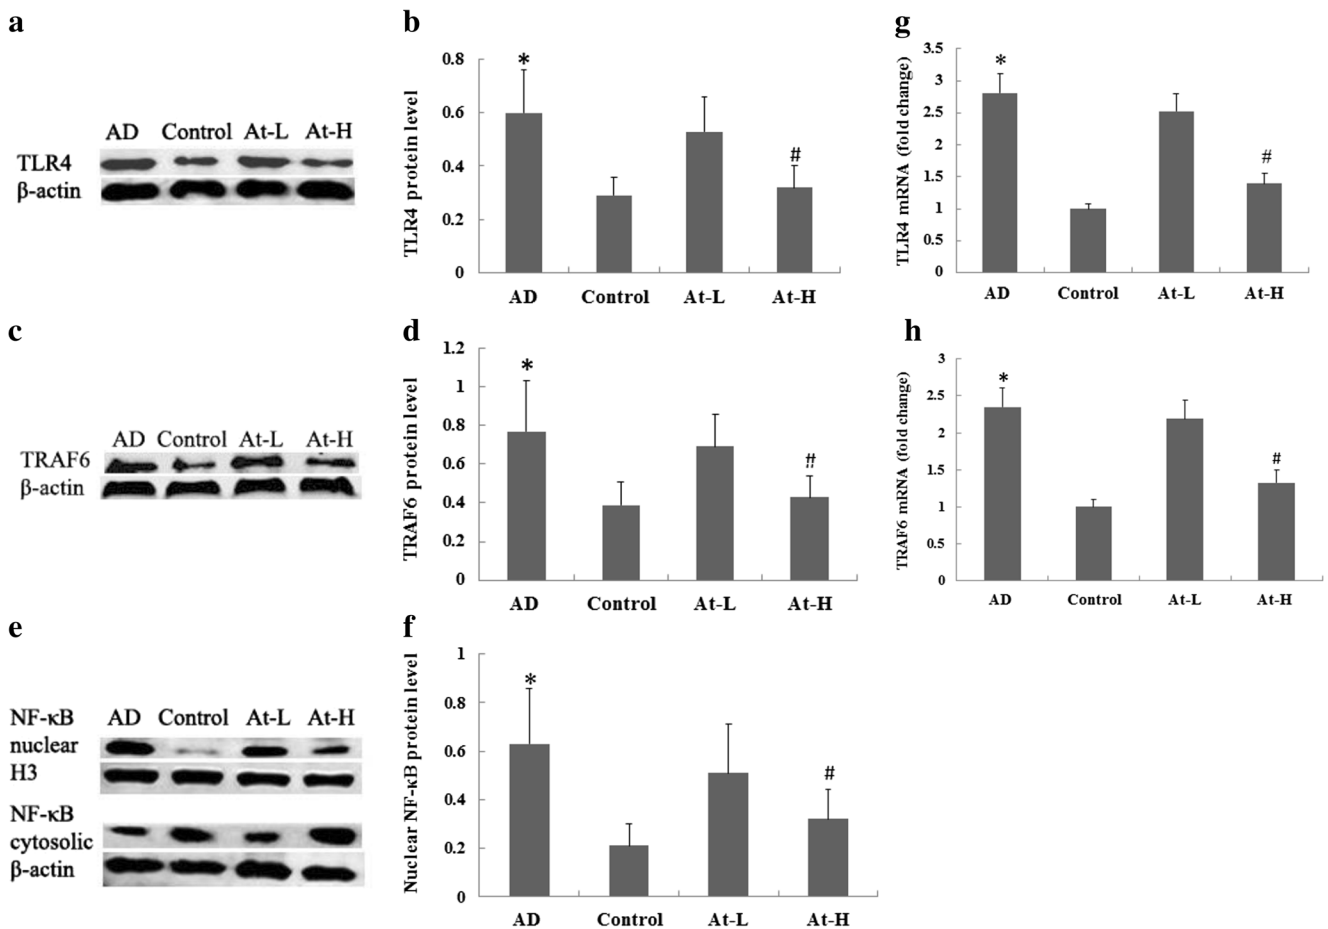 a
AD Control At-L At-H
TLR4
β-actin
b
TLR4 protein level
0.8
0.6
0.4
0.2
0
*
#
AD Control At-L At-H
g
TLR4 mRNA (fold change)
3.5
3
2.5
2
1.5
1
0.5
0
*
#
AD Control At-L At-H
c
AD Control At-L At-H
TRAF6
β-actin
d
TRAF6 protein level
1.2
1
0.8
0.6
0.4
0.2
0
*
#
AD Control At-L At-H
h
TRAF6 mRNA (fold change)
3
2.5
2
1.5
1
0.5
0
*
#
AD Control At-L At-H
e
NF-κB AD Control At-L At-H
nuclear
H3
NF-κB
cytosolic
β-actin
f
Nuclear NF-κB protein level
1
0.8
0.6
0.4
0.2
0
*
#
AD Control At-L At-H